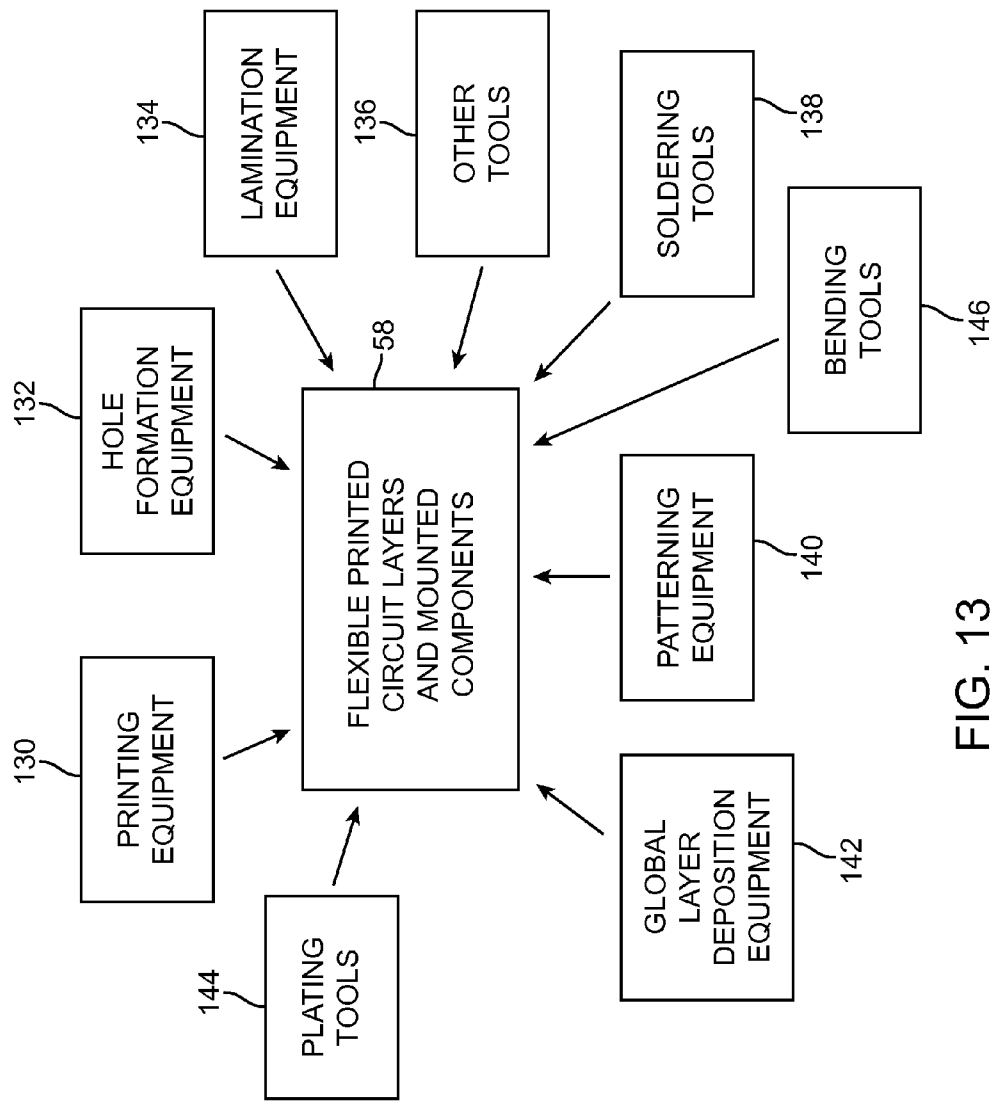 144
PLATING
TOOLS
130
PRINTING
EQUIPMENT
132
HOLE
FORMATION
EQUIPMENT
134
LAMINATION
EQUIPMENT
136
OTHER
TOOLS
58
FLEXIBLE PRINTED
CIRCUIT LAYERS
AND MOUNTED
COMPONENTS
GLOBAL
LAYER
DEPOSITION
EQUIPMENT
142
PATTERNING
EQUIPMENT
140
SOLDERING
TOOLS
138
BENDING
TOOLS
146
FIG. 13